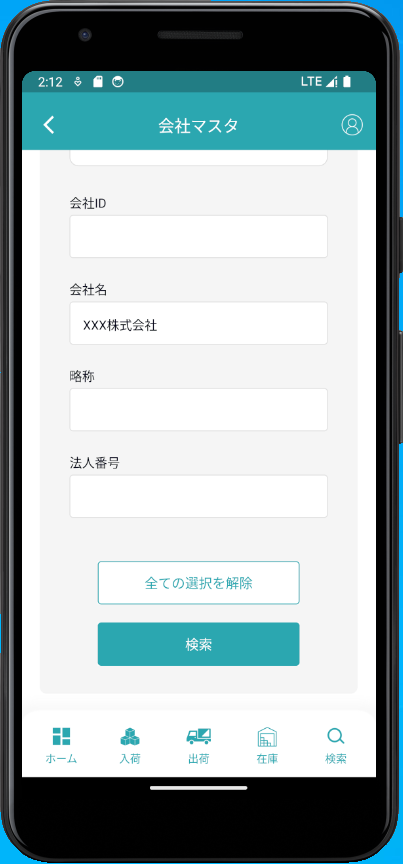 2:12 LTE
会社マスタ
会社ID
会社名
XXX株式会社
略称
法人番号
全ての選択を解除
検索
ホーム 入荷 出荷 在庫 検索